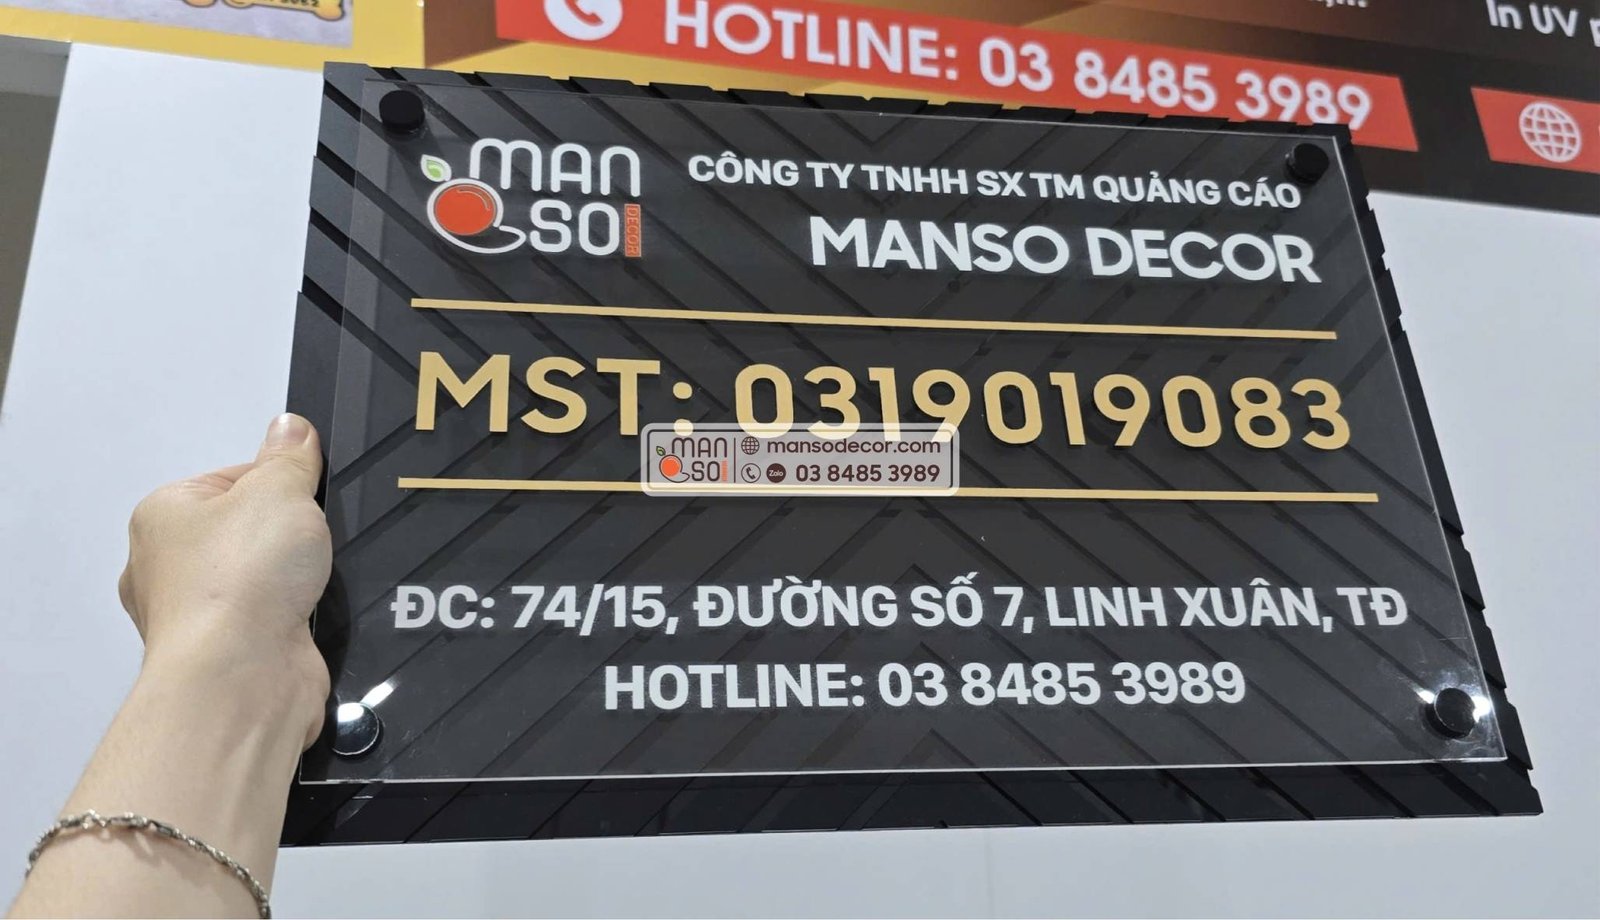 HOTLINE: 03 8485 3989
In UV
MAN
SO
DECOR
CÔNG TY TNHH SX TM QUẢNG CÁO
MANSO DECOR
MST: 0319019083
MAN
SO
mansodecor.com
Zalo 03 8485 3989
ĐC: 74/15, ĐƯỜNG SỐ 7, LINH XUÂN, TĐ
HOTLINE: 03 8485 3989